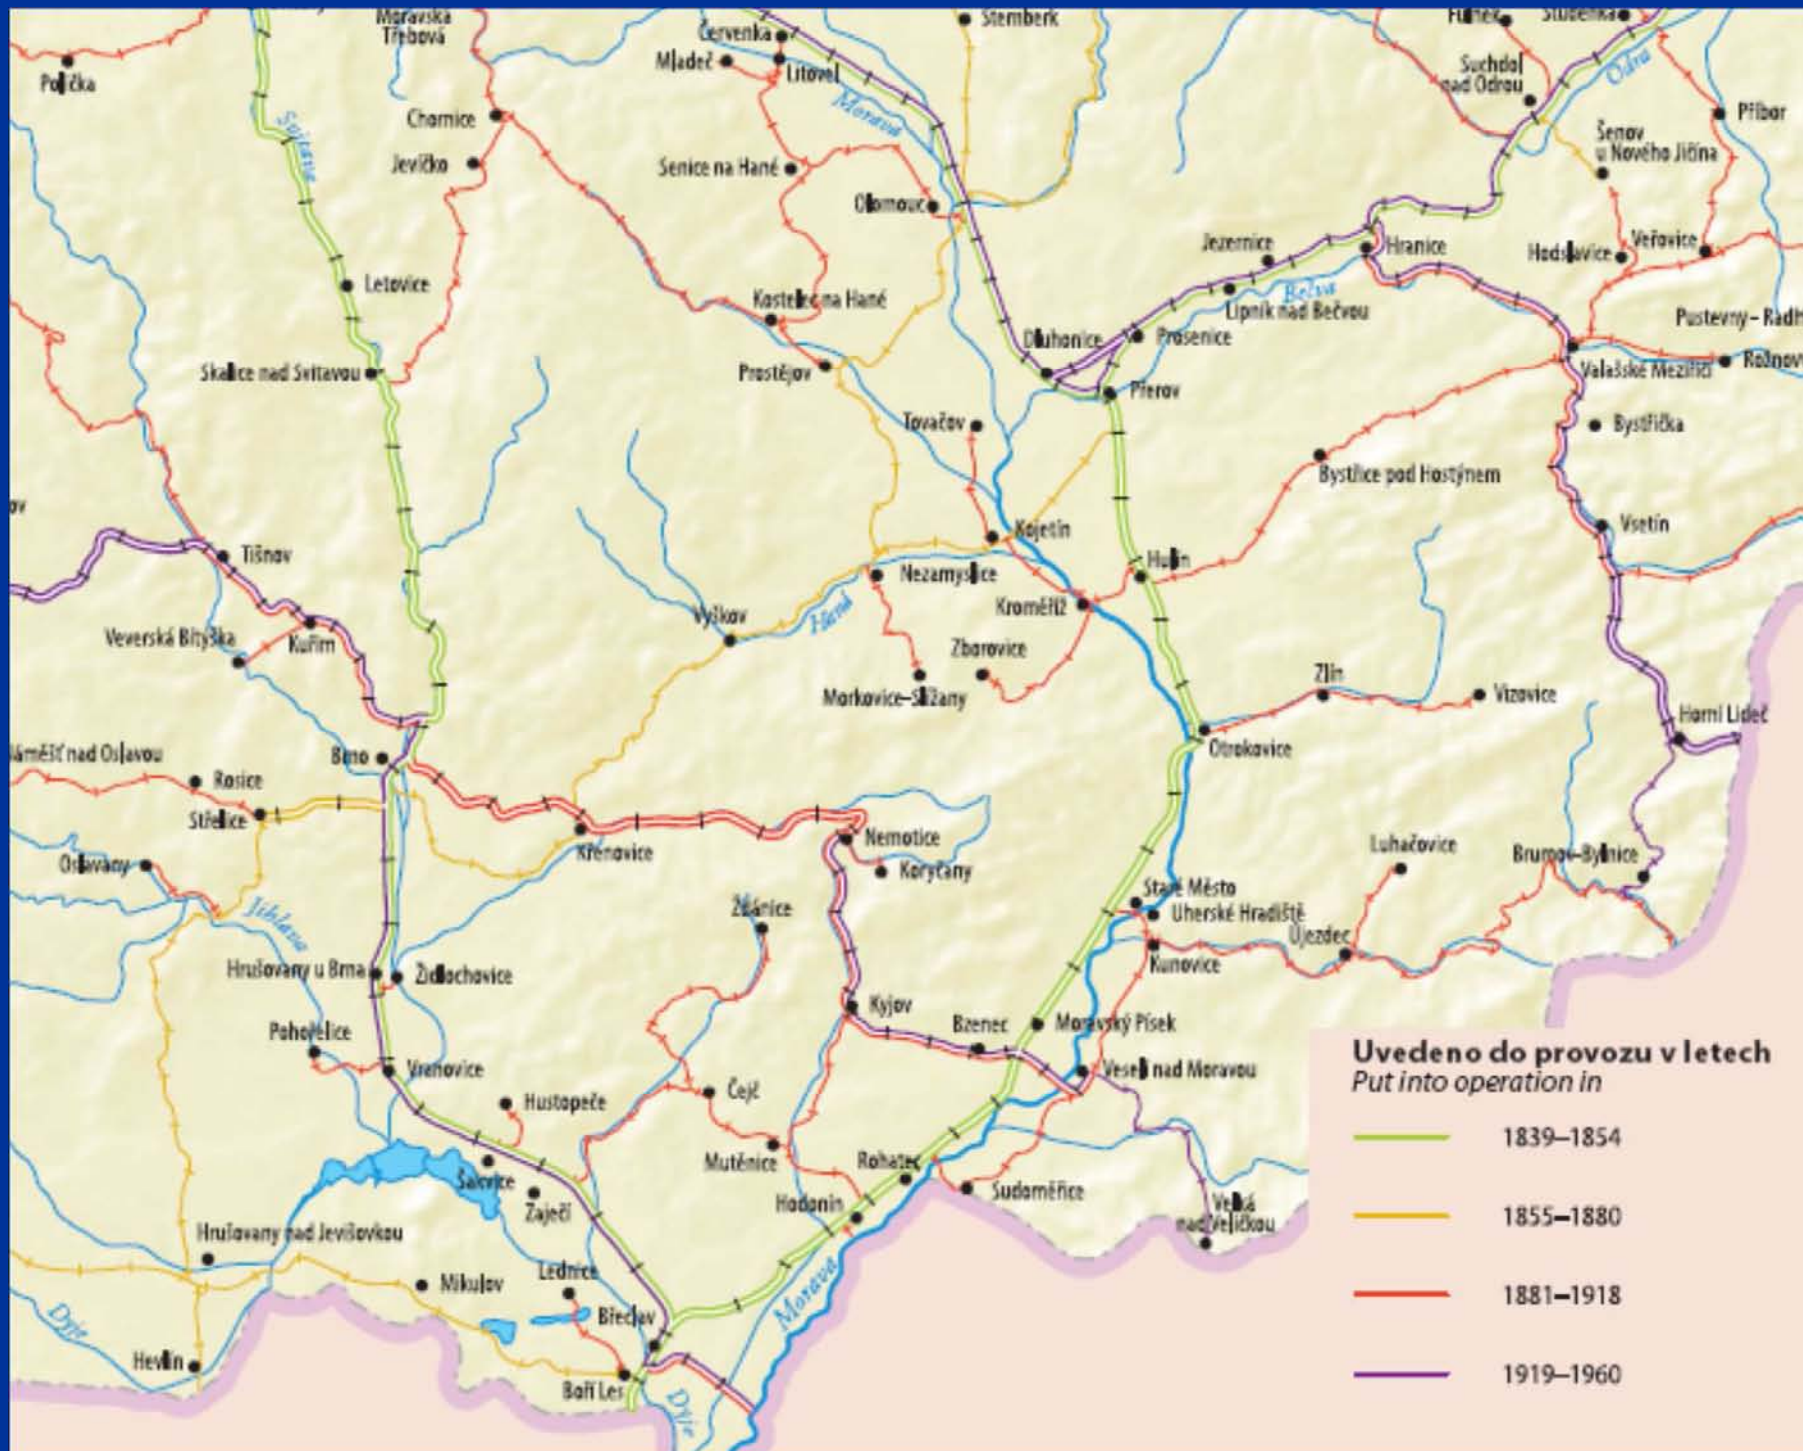 Moravská
Třebová
Polička
Červenka
Mladeč
Litovel
Šternberk
Fulnek
Studénka
Suchdol
nad Odrou
Odra
Příbor
Šenov
u Nového Jičína
Svitava
Chornice
Jevíčko
Morava
Senice na Hané
Olomouc
Jezernice
Hranice
Hodslavice
Veřovice
Letovice
Kostelec na Hané
Bečva
Lipník nad Bečvou
Dluhonice
Prosenice
Pustevny – Radh
Rožnov
Skalice nad Svitavou
Prostějov
Přerov
Valašské Meziříčí
Tovačov
Bystřička
Bystřice pod Hostýnem
ov
Tišnov
Kojetín
Vsetín
Hulín
Nezamyslice
Kroměříž
Vyškov
Haná
Veverská Bítýška
Kuřim
Zborovice
Morkovice–Slížany
Zlín
Vizovice
Horní Lideč
Otrokovice
Náměšť nad Oslavou
Brno
Rosice
Střelice
Křenovice
Nemotice
Koryčany
Luhačovice
Brumov–Bylnice
Oslavany
Staré Město
Uherské Hradiště
Újezdec
Kunovice
Ždánice
Jihlava
Hrušovany u Brna
Židlochovice
Kyjov
Bzenec
Moravský Písek
Pohořelice
Vranovice
Veselí nad Moravou
Čejč
Hustopeče
Mutěnice
Rohatec
Šakvice
Zaječí
Hodonín
Sudoměřice
Velká
nad Veličkou
Hrušovany nad Jevišovkou
Mikulov
Lednice
Břeclav
Morava
Dyje
Hevlín
Boří Les
Dyje
Uvedeno do provozu v letech
Put into operation in
1839–1854
1855–1880
1881–1918
1919–1960